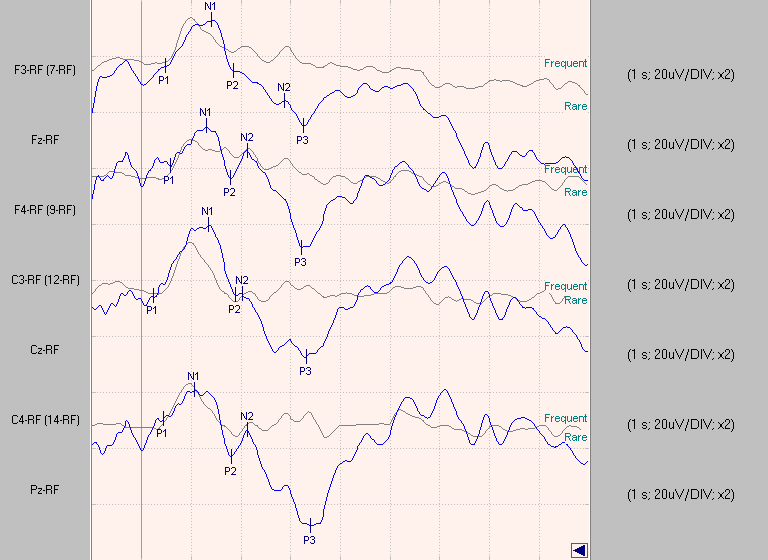 N1
P1
P2
N2
P3
Frequent
Rare
F3-RF (7-RF)
(1 s; 20uV/DIV; x2)
N1
P1
P2
N2
P3
Frequent
Rare
Fz-RF
(1 s; 20uV/DIV; x2)
F4-RF (9-RF)
(1 s; 20uV/DIV; x2)
N1
P1
P2
N2
P3
Frequent
Rare
C3-RF (12-RF)
(1 s; 20uV/DIV; x2)
Cz-RF
(1 s; 20uV/DIV; x2)
N1
P1
P2
N2
P3
Frequent
Rare
C4-RF (14-RF)
(1 s; 20uV/DIV; x2)
Pz-RF
(1 s; 20uV/DIV; x2)